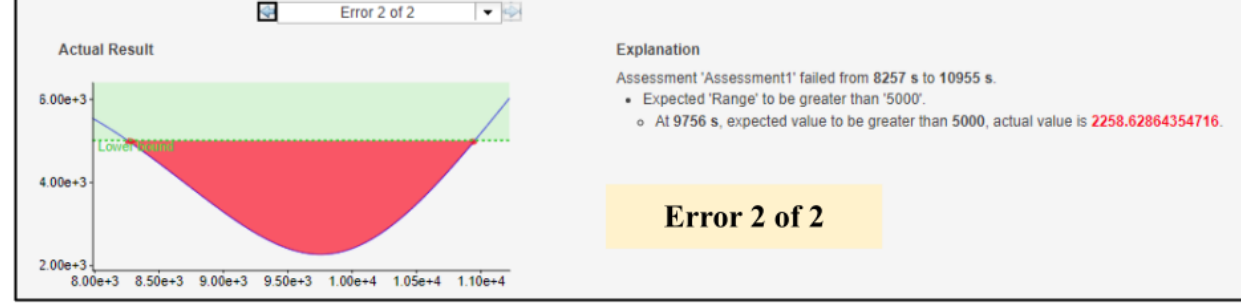 Error 2 of 2
Actual Result
6.00e+3
Lower Bound
4.00e+3
2.00e+3
8.00e+3 8.50e+3 9.00e+3 9.50e+3 1.00e+4 1.05e+4 1.10e+4
Explanation
Assessment 'Assessment1' failed from 8257 s to 10955 s.
• Expected 'Range' to be greater than '5000'.
o At 9756 s, expected value to be greater than 5000, actual value is 2258.62864354716.
Error 2 of 2